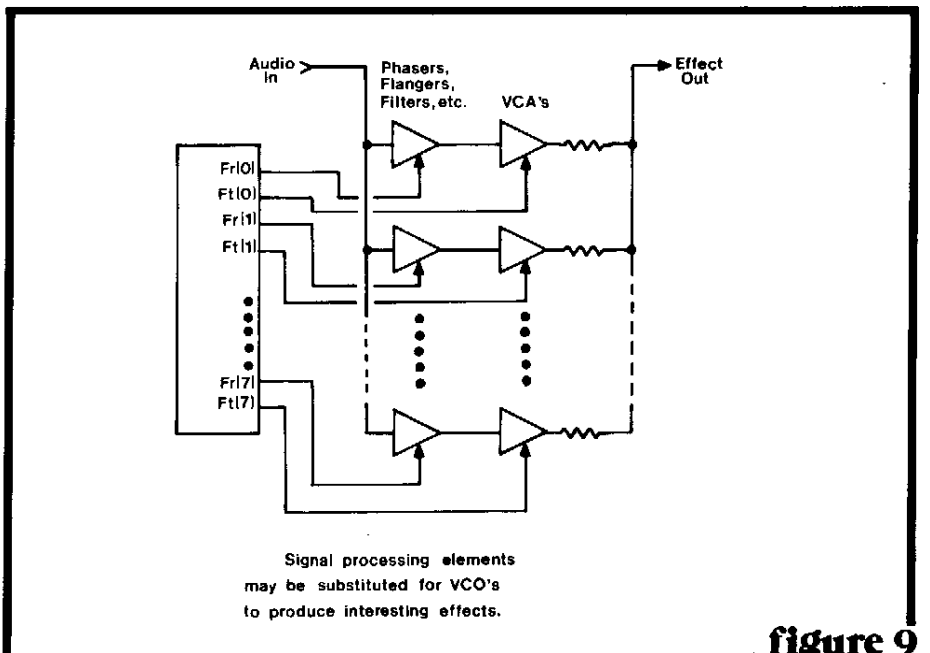 Audio
In
Phasers,
Flangers,
Filters, etc.
VCA's
Effect
Out
Fr(0)
Ft(0)
Fr(1)
Ft(1)
Fr(7)
Ft(7)
Signal processing elements
may be substituted for VCO's
to produce interesting effects.
figure 9